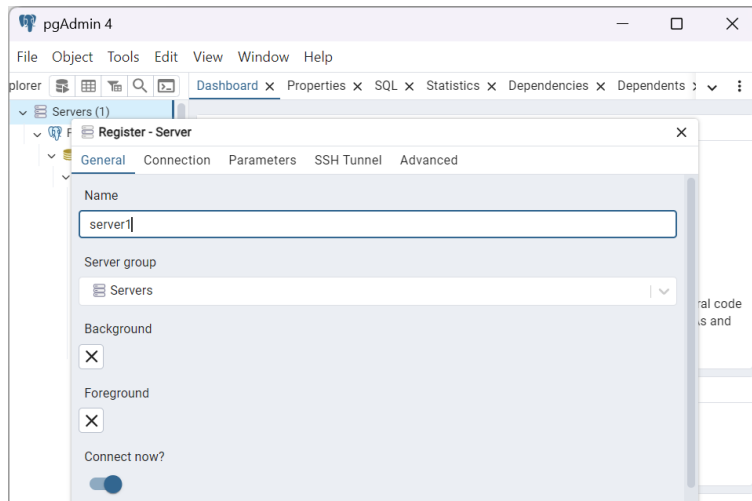 pgAdmin 4
File Object Tools Edit View Window Help
plorer Dashboard Properties SQL Statistics Dependencies Dependents
Servers (1)
Register - Server
General Connection Parameters SSH Tunnel Advanced
Name
server1
Server group
Servers
ral code
s and
Background
Foreground
Connect now?